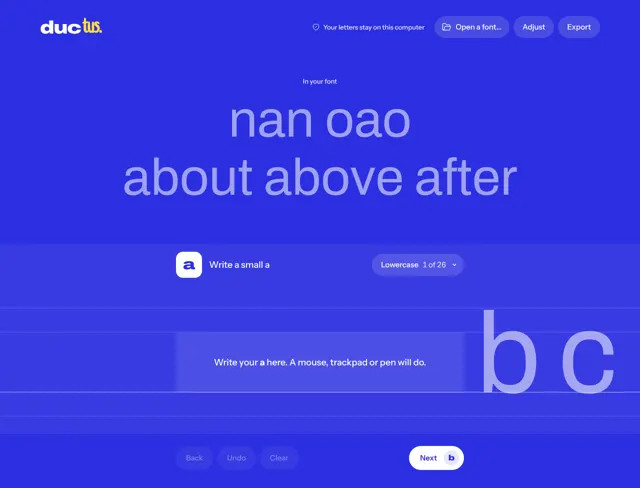 ductus.
Your letters stay on this computer
Open a font...
Adjust
Export
In your font
nan oao
about above after
a
Write a small a
Lowercase 1 of 26
Write your a here. A mouse, trackpad or pen will do.
b c
Back
Undo
Clear
Next b